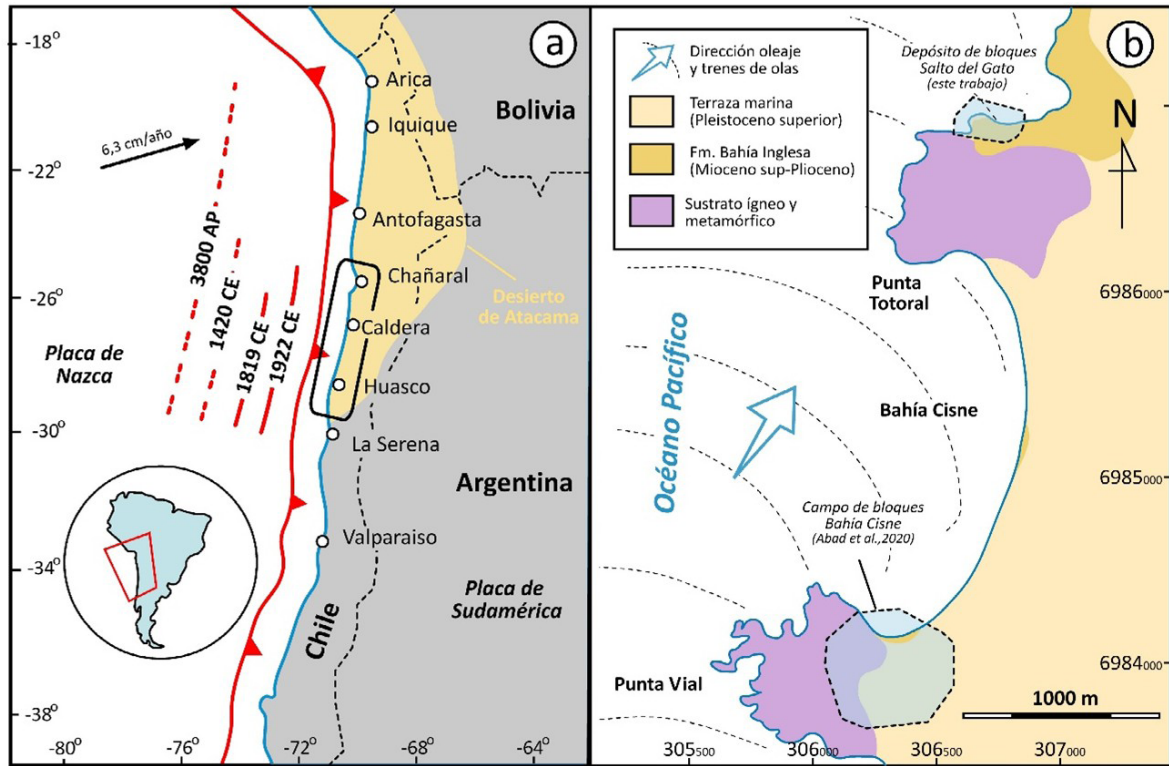 a
-18°
-22°
-26°
-30°
-34°
-38°
-80°
-76°
-72°
-68°
-64°
6,3 cm/año
3800 AP
1420 CE
1819 CE
1922 CE
Placa de
Nazca
Arica
Iquique
Antofagasta
Chañaral
Caldera
Huasco
La Serena
Valparaiso
Bolivia
Desierto
de Atacama
Argentina
Placa de
Sudamérica
Chile
b
Dirección oleaje
y trenes de olas
Terraza marina
(Pleistoceno superior)
Fm. Bahía Inglesa
(Mioceno sup-Plioceno)
Sustrato ígneo y
metamórfico
Depósito de bloques
Salto del Gato
(este trabajo)
N
Punta
Totoral
6986000
Océano Pacífico
Bahía Cisne
6985000
Campo de bloques
Bahia Cisne
(Abad et al.,2020)
Punta Vial
6984000
1000 m
305500
306000
306500
307000